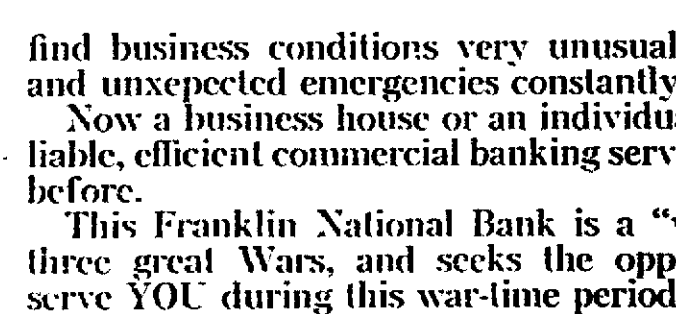 find business conditions very unusual
and unxepected emergencies constantly
Now a business house or an individu
liable, efficient commercial banking serv
before.
This Franklin National Bank is a “
three great Wars, and seeks the opp
serve YOU during this war-time period